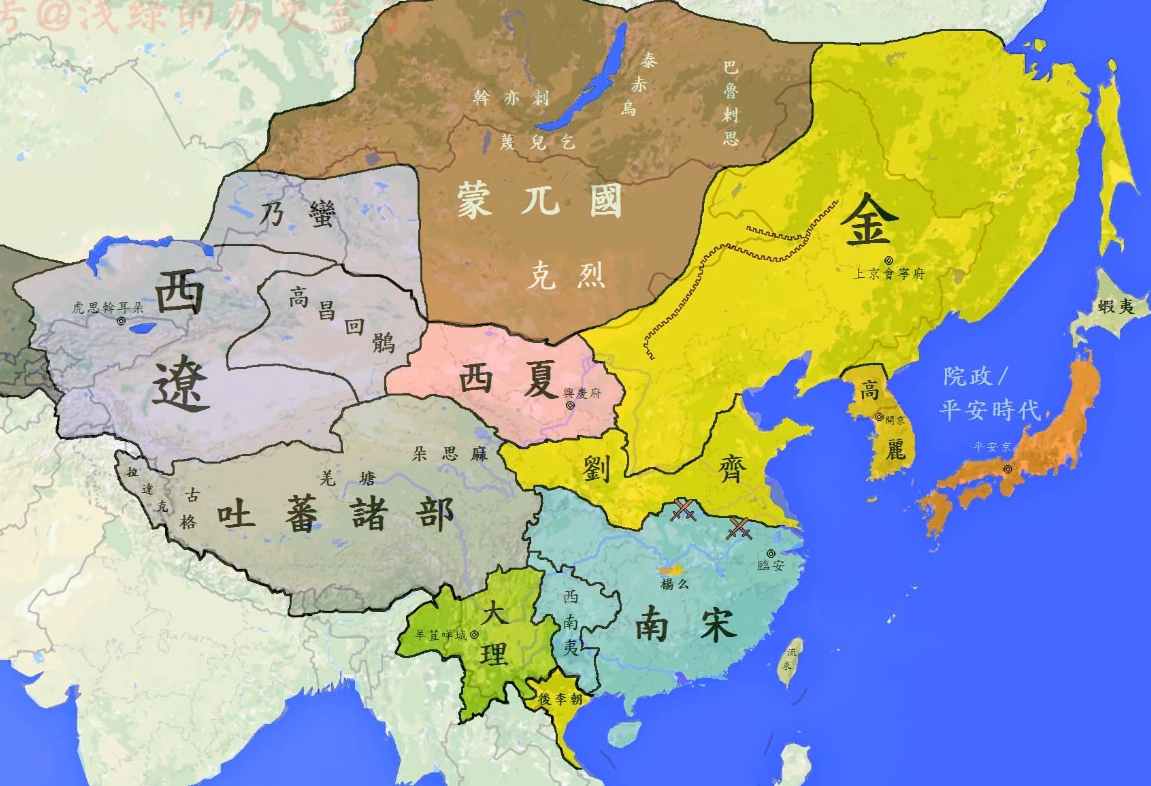 号@浅绿的历史盒子
泰赤烏
巴魯剌思
斡亦剌
蔑兒乞
蒙兀國
克烈
乃蠻
金
上京會寧府
西遼
虎思斡耳朵
高昌回鶻
西夏
興慶府
蝦夷
院政/
平安時代
平安京
高麗
開京
劉齊
朵思麻
羌塘
拉達克
古格
吐蕃諸部
臨安
楊么
南宋
西南夷
大理
羊苴咩城
後李朝
流求